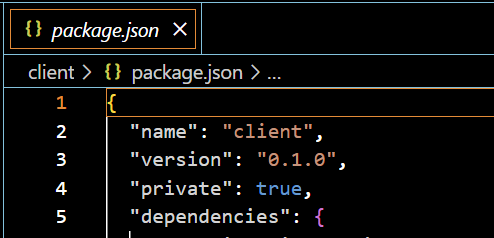 {} package.json ×
client > {} package.json > ...
1 {
2 "name": "client",
3 "version": "0.1.0",
4 "private": true,
5 "dependencies": {